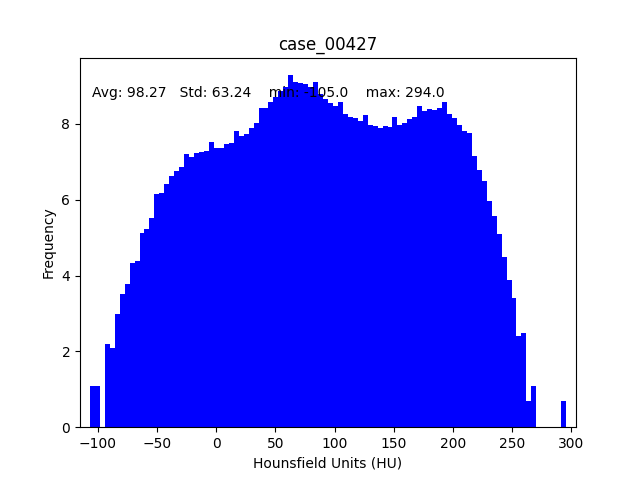 case_00427
Avg: 98.27 Std: 63.24 min: -105.0 max: 294.0
8
6
4
2
0
Frequency
−100 −50 0 50 100 150 200 250 300
Hounsfield Units (HU)